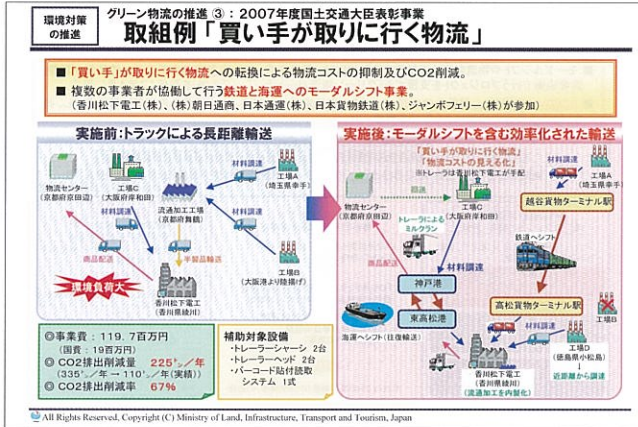 環境対策
の推進
グリーン物流の推進 ③ : 2007年度国土交通大臣表彰事業
取組例「買い手が取りに行く物流」
■ 「買い手」が取りに行く物流への転換による物流コストの抑制及びCO2削減。
■ 複数の事業者が協働して行う鉄道と海運へのモーダルシフト事業。
(香川松下電工(株)、(株)朝日通商、日本通運(株)、日本貨物鉄道(株)、ジャンボフェリー(株)が参加)
実施前:トラックによる長距離輸送
物流センター
(京都府京田辺)
工場C
(大阪府岸和田)
材料調達
工場A
(埼玉県幸手)
材料調達
流通加工工場
(京都府舞鶴)
材料調達
商品配送
半製品輸送
工場B
(大阪港より陸揚げ)
環境負荷大
香川松下電工
(香川県綾川)
◎事業費:119.7百万円
(国費:19百万円)
◎CO2排出削減量 225㌧/年
(335㌧/年 → 110㌧/年(実績))
◎CO2排出削減率 67%
補助対象設備
・トレーラーシャーシ 2台
・トレーラーヘッド 2台
・バーコード貼付読取
システム 1式
実施後:モーダルシフトを含む効率化された輸送
「買い手が取りに行く物流」
「物流コストの見える化」
※トレーラは香川松下電工が手配
材料調達
工場A
(埼玉県幸手)
物流センター
(京都府京田辺)
回送
工場C
(大阪府岸和田)
越谷貨物ターミナル駅
トレーラによる
ミルクラン
鉄道へシフト
商品配送
材料調達
神戸港
東高松港
高松貨物ターミナル駅
工場B
海運へシフト(往復輸送)
材料調達
工場D
(徳島県小松島)
香川松下電工
(香川県綾川)
(流通加工を内製化)
近距離から調達
All Rights Reserved, Copyright (C) Ministry of Land, Infrastructure, Transport and Tourism, Japan